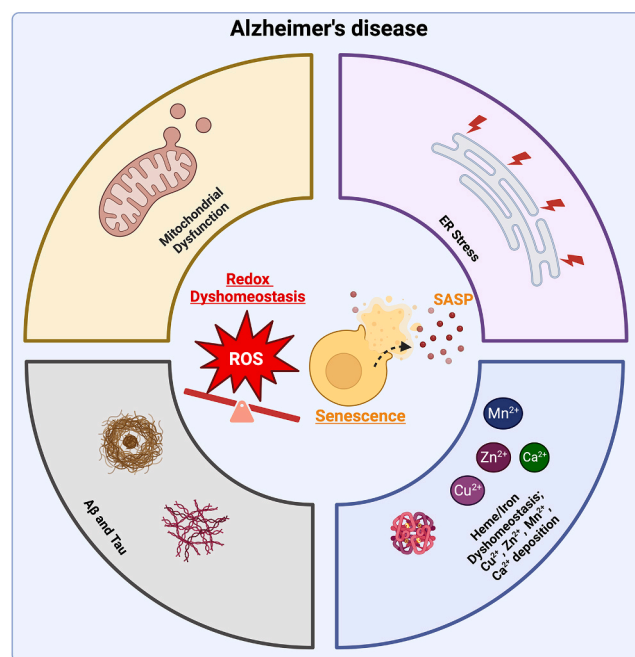 Alzheimer's disease
Mitochondrial
Dysfunction
ER Stress
Redox
Dyshomeostasis
ROS
SASP
Senescence
Aβ and Tau
Mn²⁺
Zn²⁺
Ca²⁺
Cu²⁺
Heme/Iron
Dyshomeostasis;
Cu²⁺, Zn²⁺, Mn²⁺,
Ca²⁺ deposition